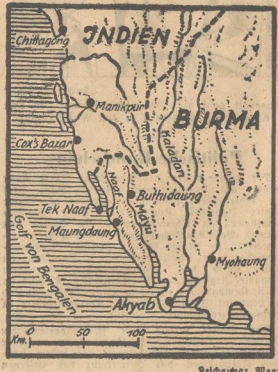 INDIEN
Chittagong
Manikpur
BURMA
Cox's Bazar
Kaladan
Naaf
Buthidaung
Mayu
Tek Naaf
Maungdaung
Golf von Bengalen
Myohaung
Akyab
Km. 0 50 100
Zeichnung: